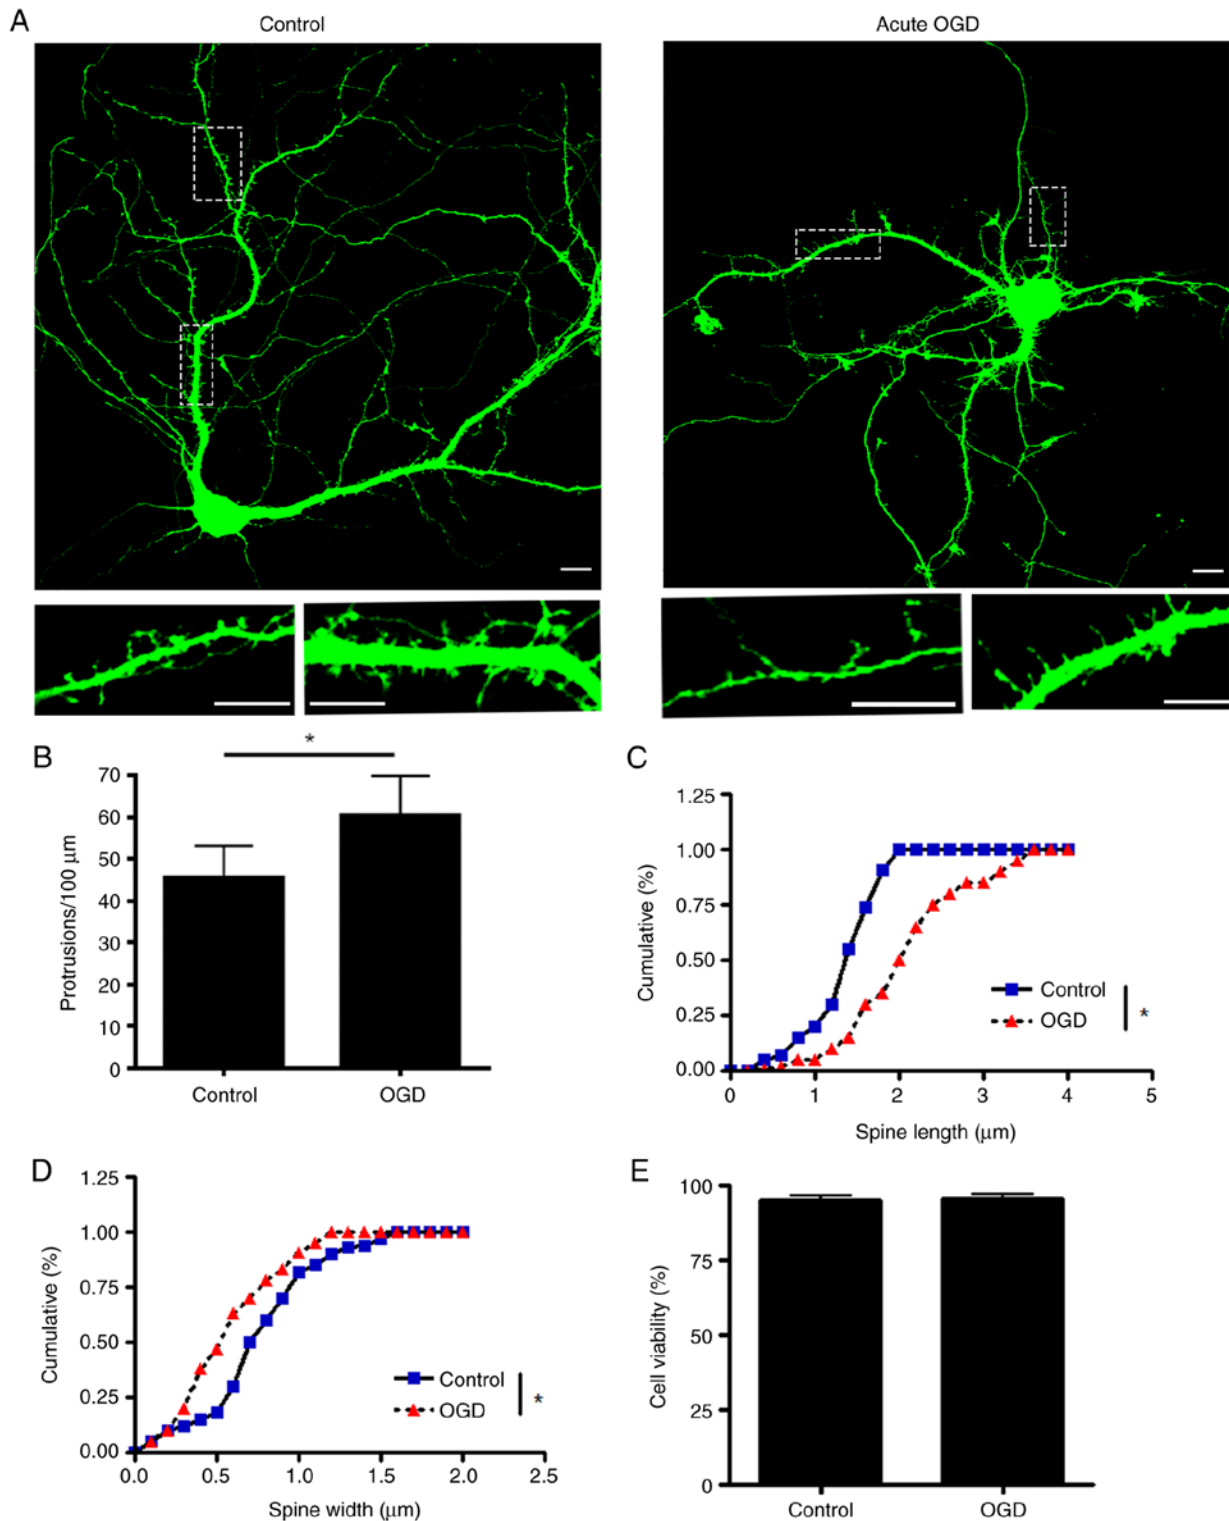 A
Control
Acute OGD
B
*
Protrusions/100 μm
70
60
50
40
30
20
10
0
Control
OGD
C
Cumulative (%)
1.25
1.00
0.75
0.50
0.25
0.00
Control
OGD
*
0 1 2 3 4 5
Spine length (μm)
D
Cumulative (%)
1.25
1.00
0.75
0.50
0.25
0.00
Control
OGD
*
0.0 0.5 1.0 1.5 2.0 2.5
Spine width (μm)
E
Cell viability (%)
100
75
50
25
0
Control
OGD